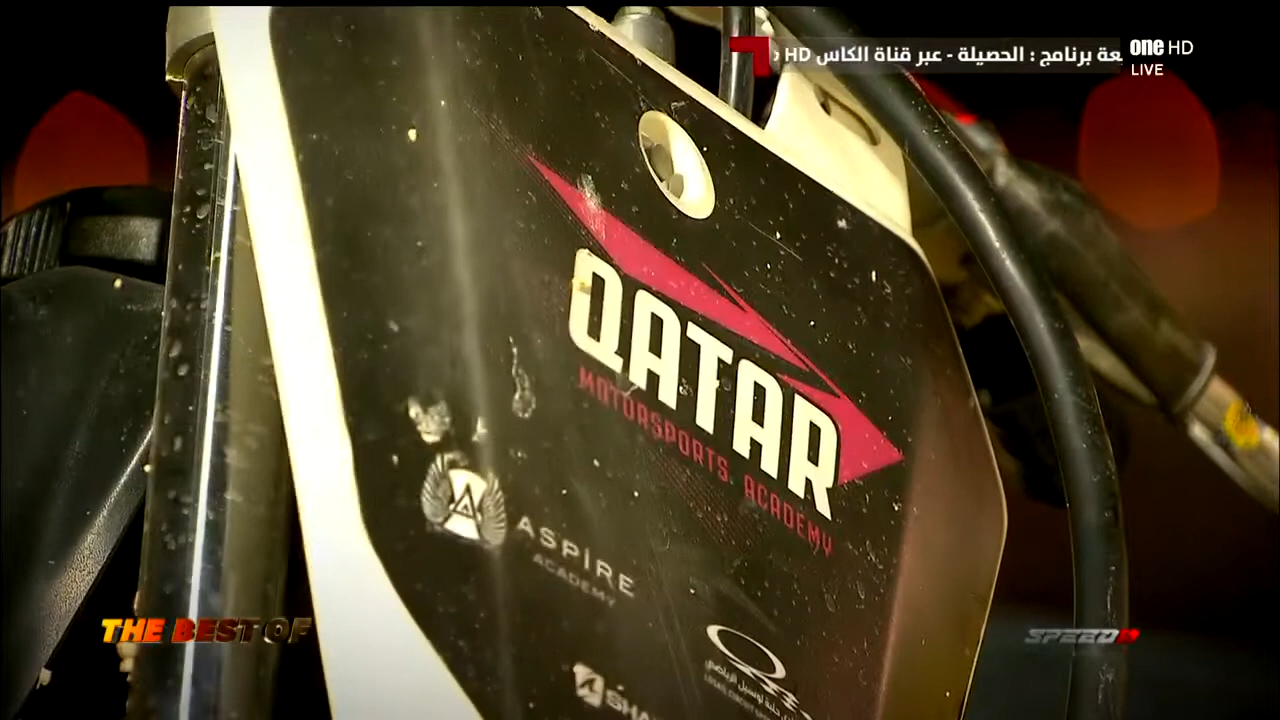 عة برنامج : الحصيلة - عبر قناة الكاس HD
one HD
LIVE
QATAR
MOTORSPORTS ACADEMY
ASPIRE
ACADEMY
THE BEST OF
SPEED